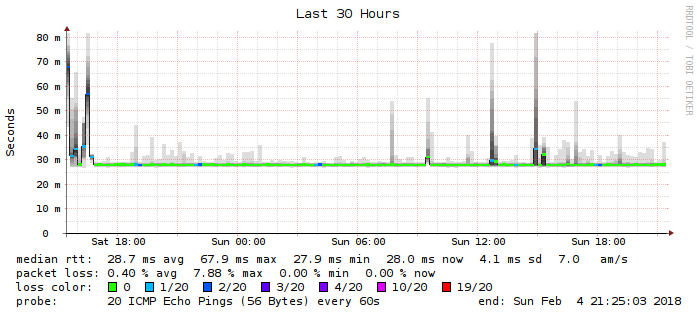 Last 30 Hours
RRDTOOL / TOBI OETIKER
Seconds
80 m
70 m
60 m
50 m
40 m
30 m
20 m
10 m
0
Sat 18:00 Sun 00:00 Sun 06:00 Sun 12:00 Sun 18:00
median rtt: 28.7 ms avg 67.9 ms max 27.9 ms min 28.0 ms now 4.1 ms sd 7.0 am/s
packet loss: 0.40 % avg 7.88 % max 0.00 % min 0.00 % now
loss color: 0 1/20 2/20 3/20 4/20 10/20 19/20
probe: 20 ICMP Echo Pings (56 Bytes) every 60s end: Sun Feb 4 21:25:03 2018